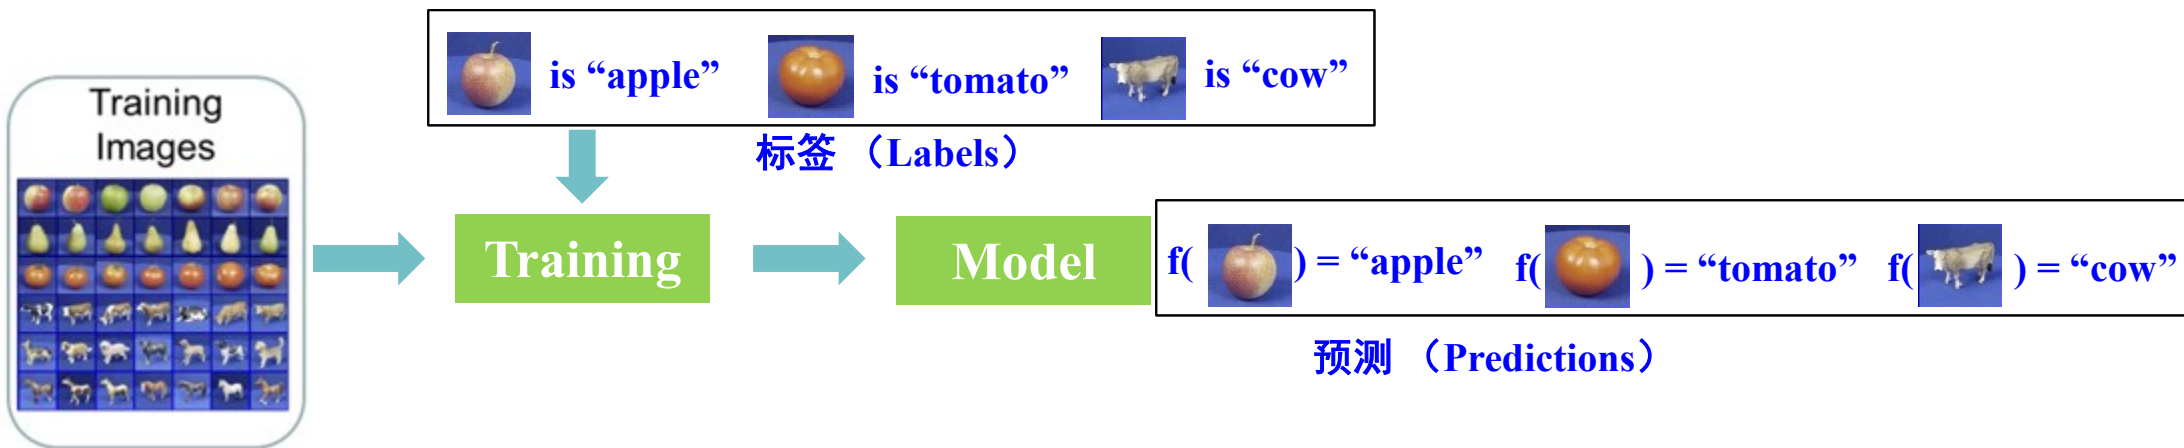 Training
Images
is “apple” is “tomato” is “cow”
标签 （Labels）
Training
Model
f( ) = “apple” f( ) = “tomato” f( ) = “cow”
预测 （Predictions）